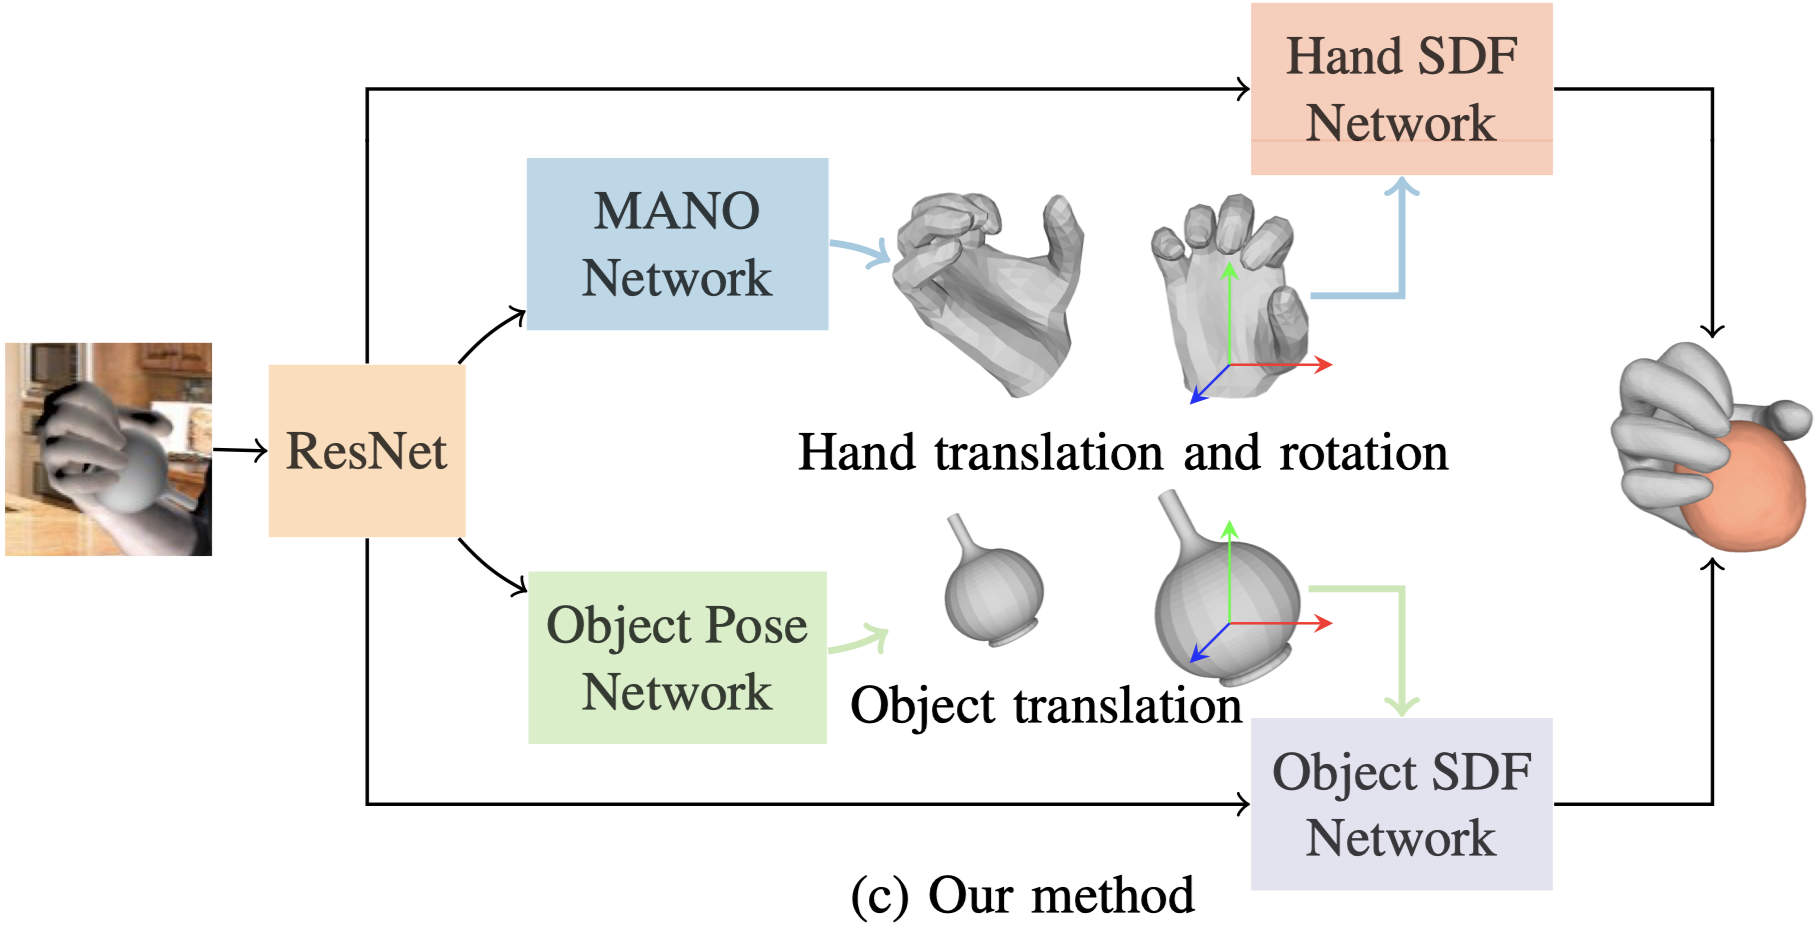 Hand SDF
Network
MANO
Network
ResNet
Hand translation and rotation
Object Pose
Network
Object translation
Object SDF
Network
(c) Our method